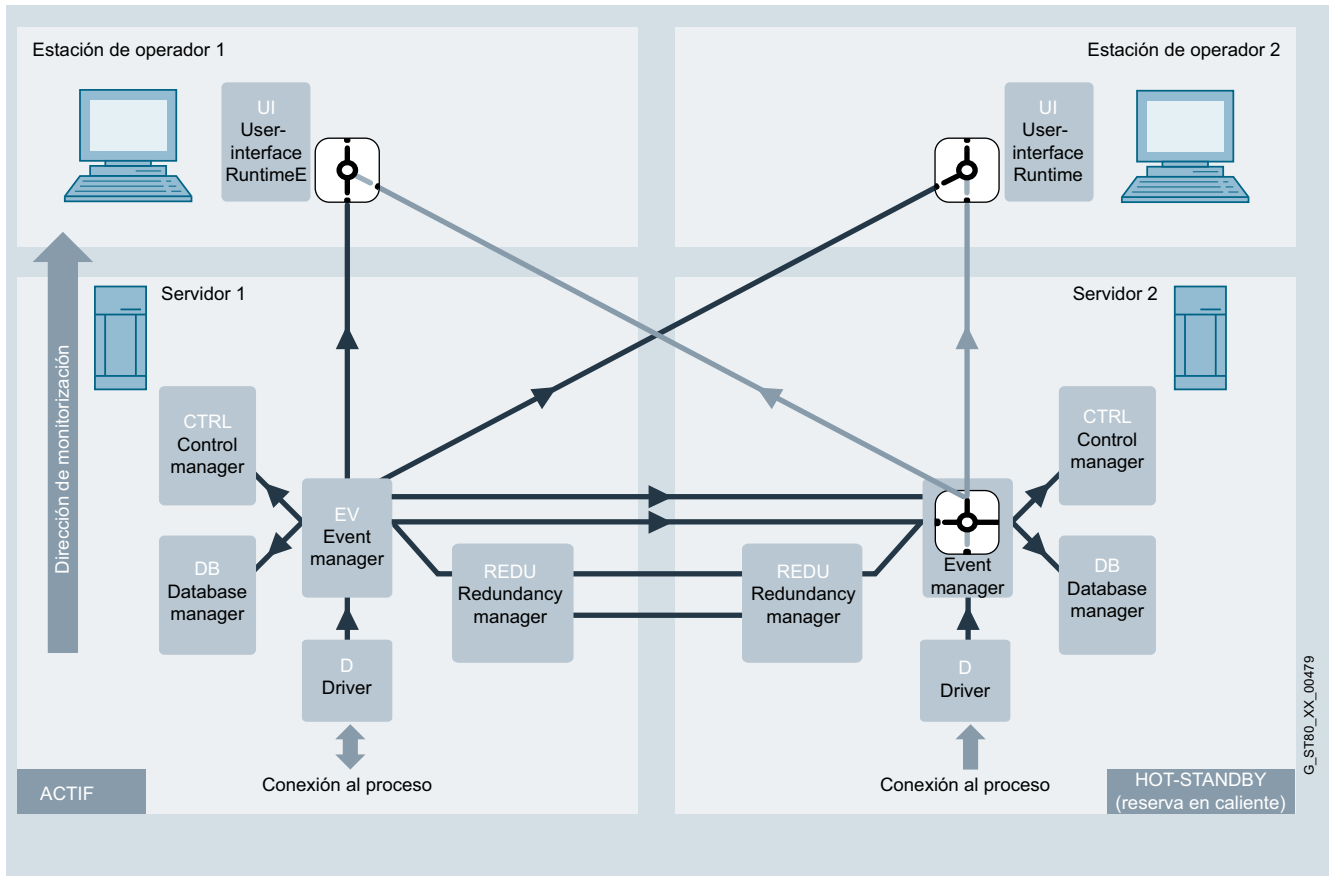 Estación de operador 1
Estación de operador 2
UI
User-
interface
RuntimeE
UI
User-
interface
Runtime
Dirección de monitorización
Servidor 1
Servidor 2
CTRL
Control
manager
CTRL
Control
manager
EV
Event
manager
Event
manager
DB
Database
manager
REDU
Redundancy
manager
REDU
Redundancy
manager
DB
Database
manager
D
Driver
D
Driver
Conexión al proceso
Conexión al proceso
ACTIF
HOT-STANDBY
(reserva en caliente)
G_ST80_XX_00479